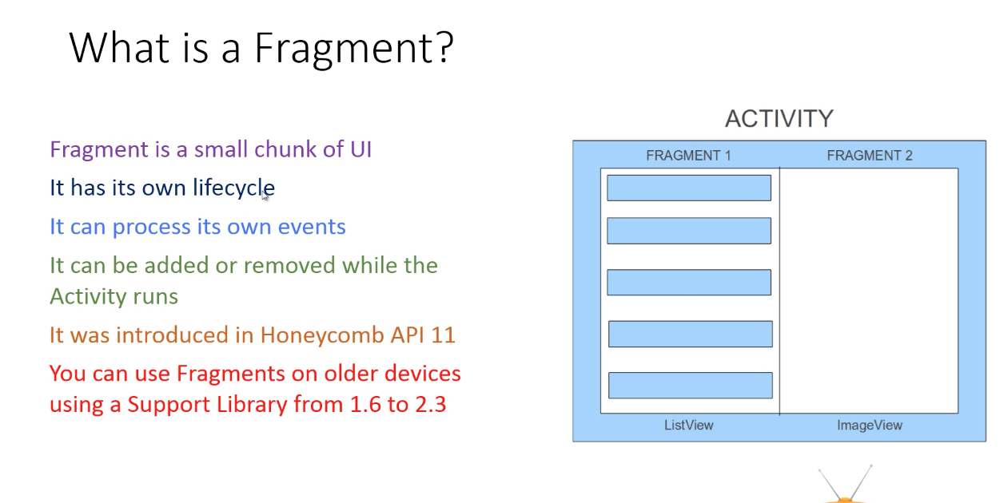 What is a Fragment?
Fragment is a small chunk of UI
It has its own lifecycle
It can process its own events
It can be added or removed while the
Activity runs
It was introduced in Honeycomb API 11
You can use Fragments on older devices
using a Support Library from 1.6 to 2.3
ACTIVITY
FRAGMENT 1
FRAGMENT 2
ListView
ImageView